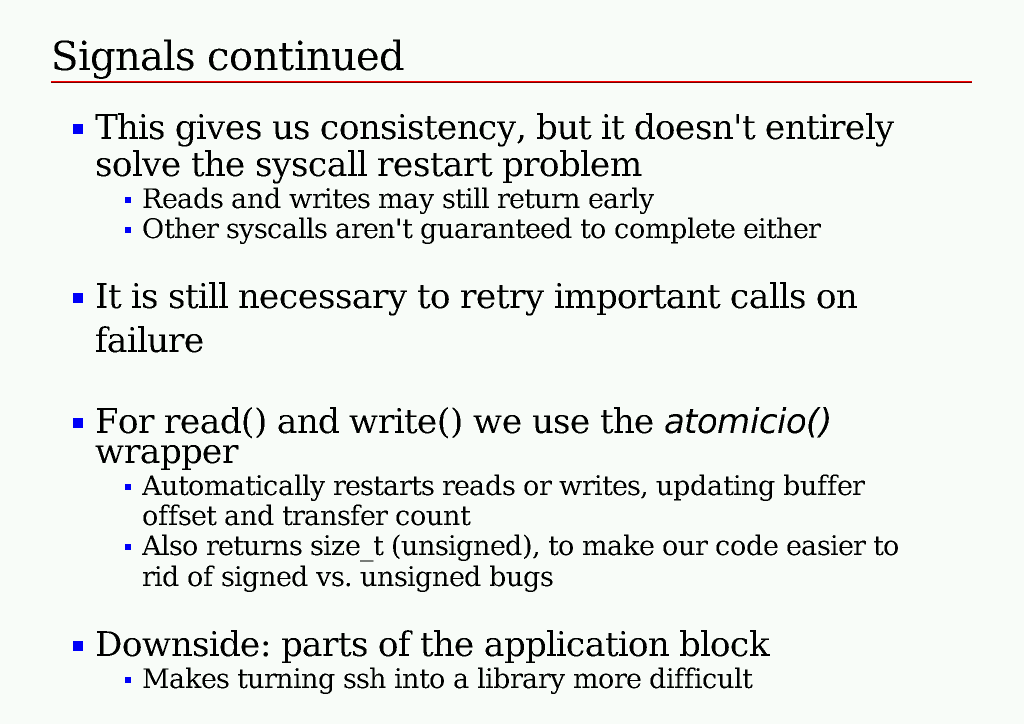 Signals continued
This gives us consistency, but it doesn't entirely
solve the syscall restart problem
Reads and writes may still return early
Other syscalls aren't guaranteed to complete either
It is still necessary to retry important calls on
failure
For read() and write() we use the atomicio()
wrapper
Automatically restarts reads or writes, updating buffer
offset and transfer count
Also returns size_t (unsigned), to make our code easier to
rid of signed vs. unsigned bugs
Downside: parts of the application block
Makes turning ssh into a library more difficult